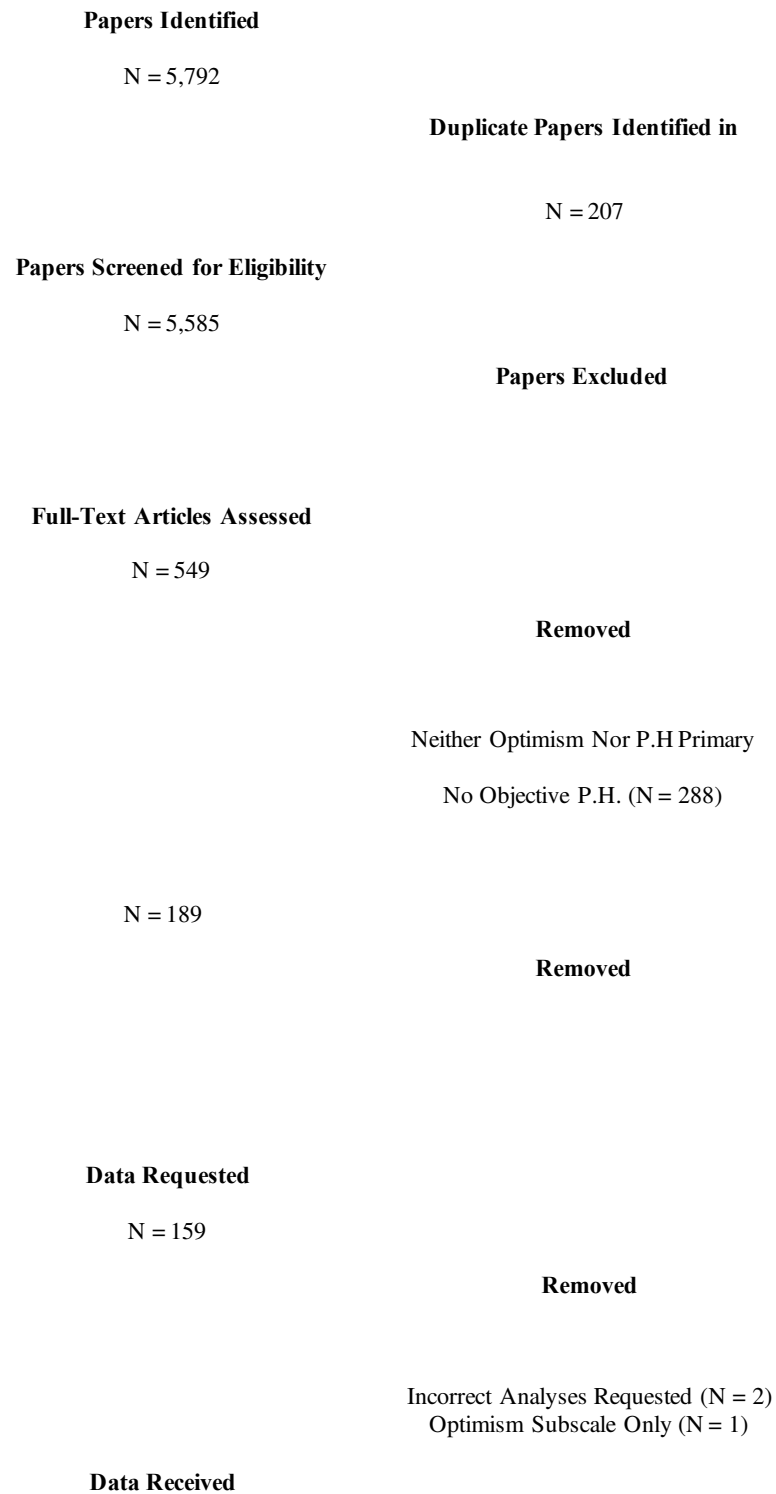 Papers Identified
N = 5,792
Duplicate Papers Identified in
N = 207
Papers Screened for Eligibility
N = 5,585
Papers Excluded
Full-Text Articles Assessed
N = 549
Removed
Neither Optimism Nor P.H Primary
No Objective P.H. (N = 288)
N = 189
Removed
Data Requested
N = 159
Removed
Incorrect Analyses Requested (N = 2)
Optimism Subscale Only (N = 1)
Data Received